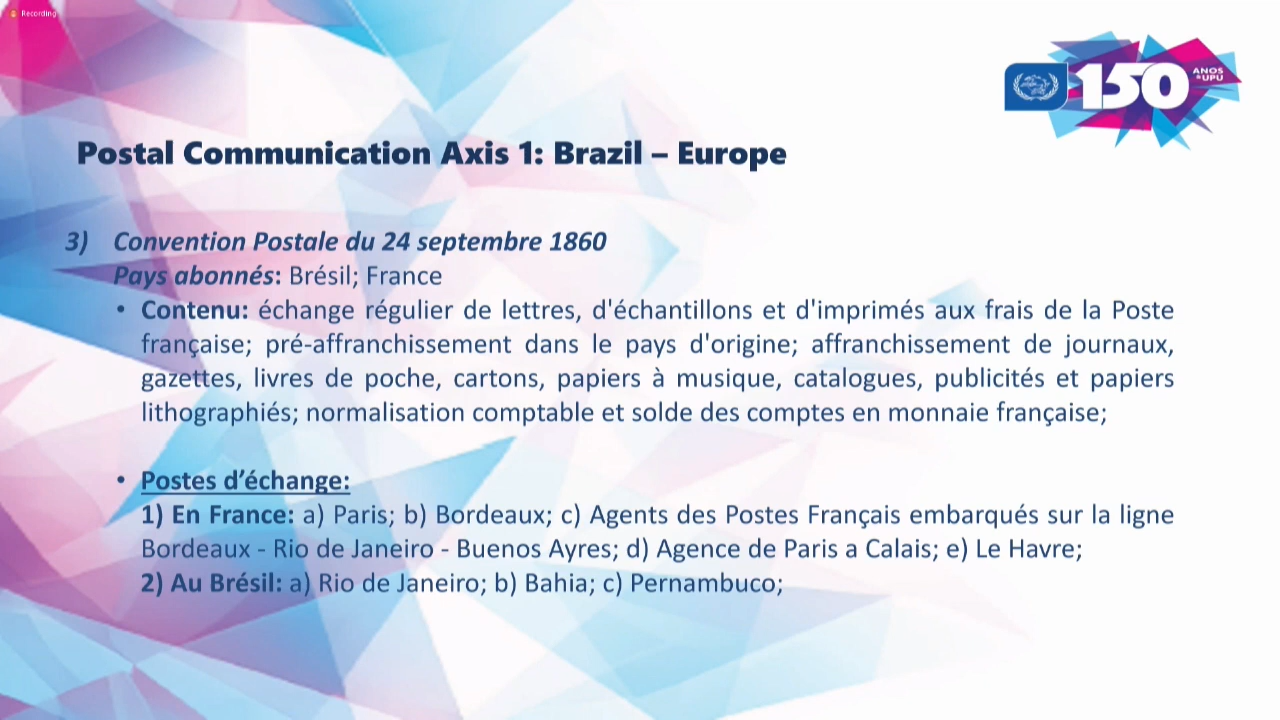 Recording
150 ANOS
da UPU
Postal Communication Axis 1: Brazil – Europe
3) Convention Postale du 24 septembre 1860
Pays abonnés: Brésil; France
• Contenu: échange régulier de lettres, d'échantillons et d'imprimés aux frais de la Poste
française; pré-affranchissement dans le pays d'origine; affranchissement de journaux,
gazettes, livres de poche, cartons, papiers à musique, catalogues, publicités et papiers
lithographiés; normalisation comptable et solde des comptes en monnaie française;
• Postes d’échange:
1) En France: a) Paris; b) Bordeaux; c) Agents des Postes Français embarqués sur la ligne
Bordeaux - Rio de Janeiro - Buenos Ayres; d) Agence de Paris a Calais; e) Le Havre;
2) Au Brésil: a) Rio de Janeiro; b) Bahia; c) Pernambuco;